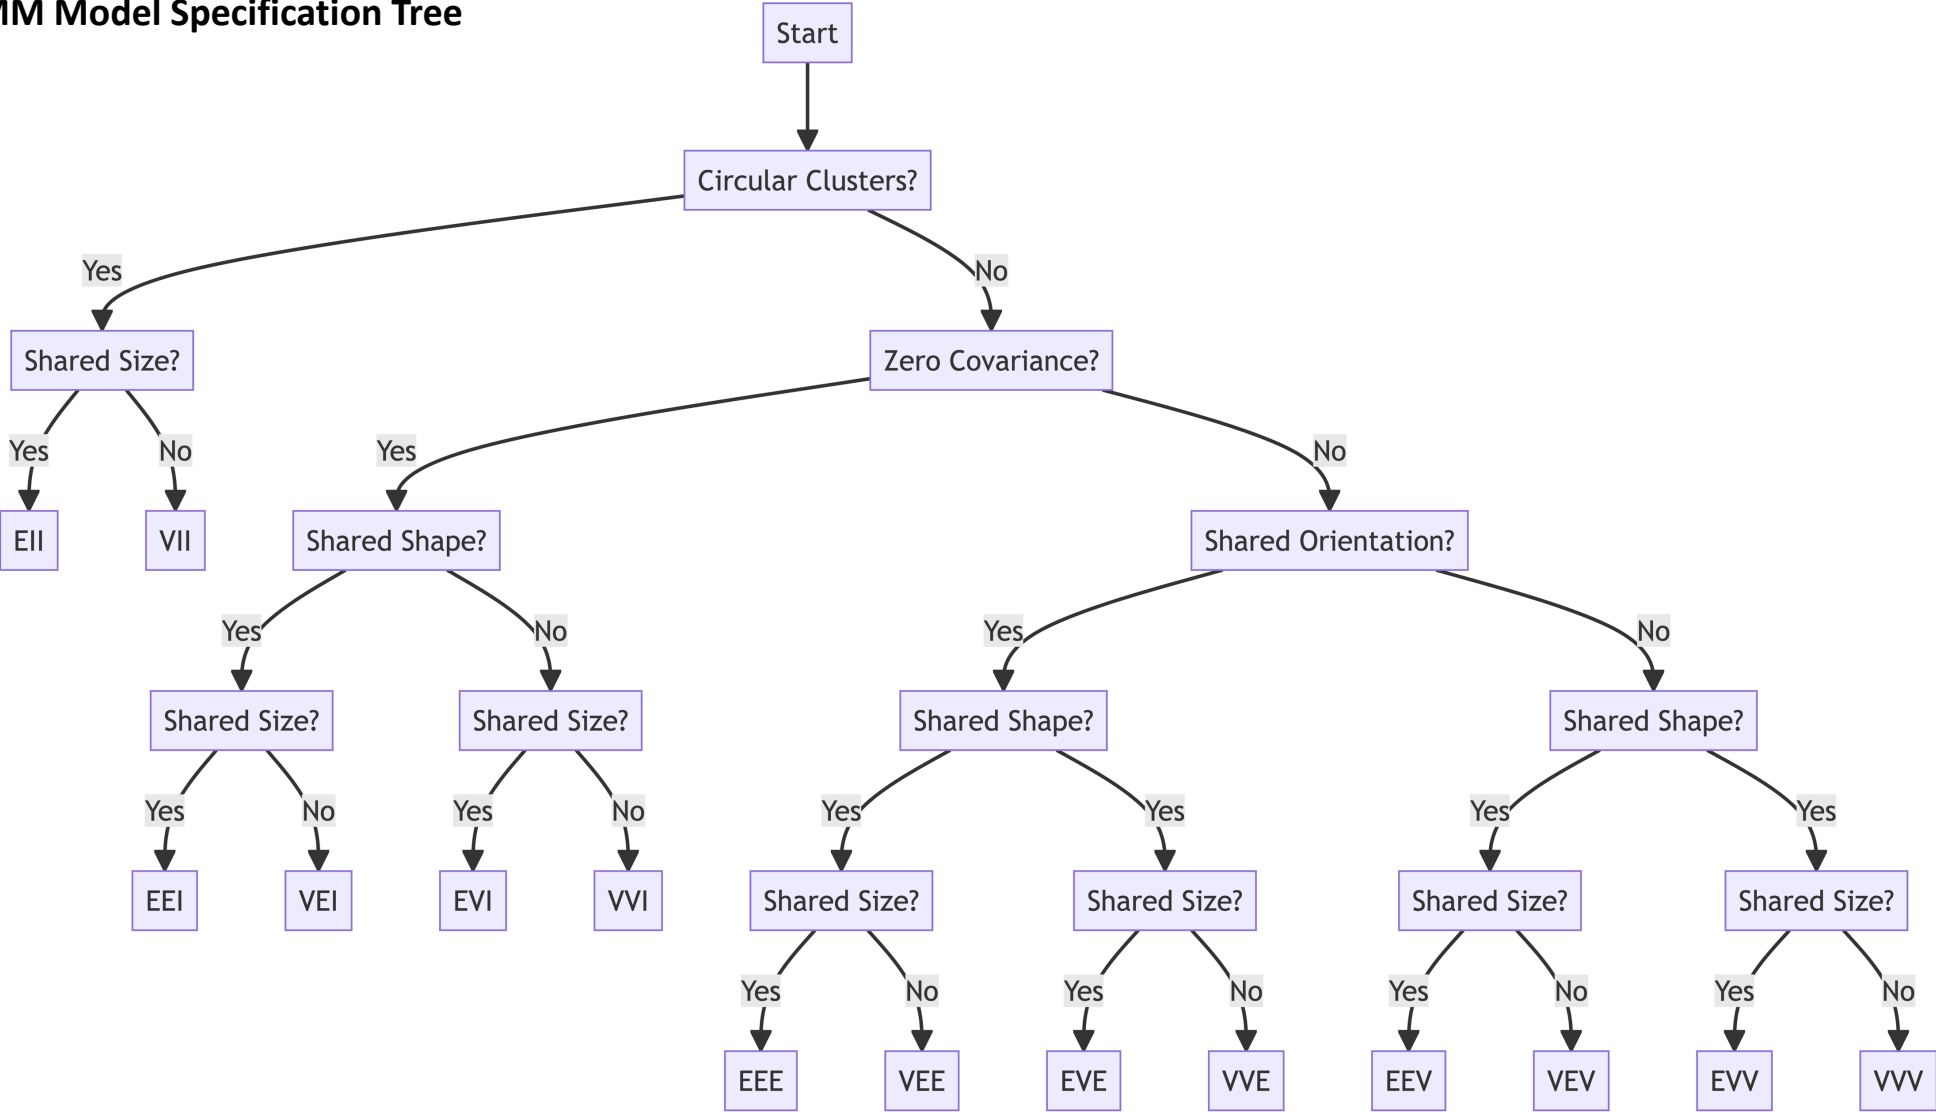 MM Model Specification Tree
Start
Circular Clusters?
Yes
No
Shared Size?
Zero Covariance?
Yes
No
Yes
No
EII
VII
Shared Shape?
Shared Orientation?
Yes
No
Yes
No
Shared Size?
Shared Size?
Shared Shape?
Shared Shape?
Yes
No
Yes
No
Yes
Yes
Yes
Yes
EEI
VEI
EVI
VVI
Shared Size?
Shared Size?
Shared Size?
Shared Size?
Yes
No
Yes
No
Yes
No
Yes
No
EEE
VEE
EVE
VVE
EEV
VEV
EVV
VVV